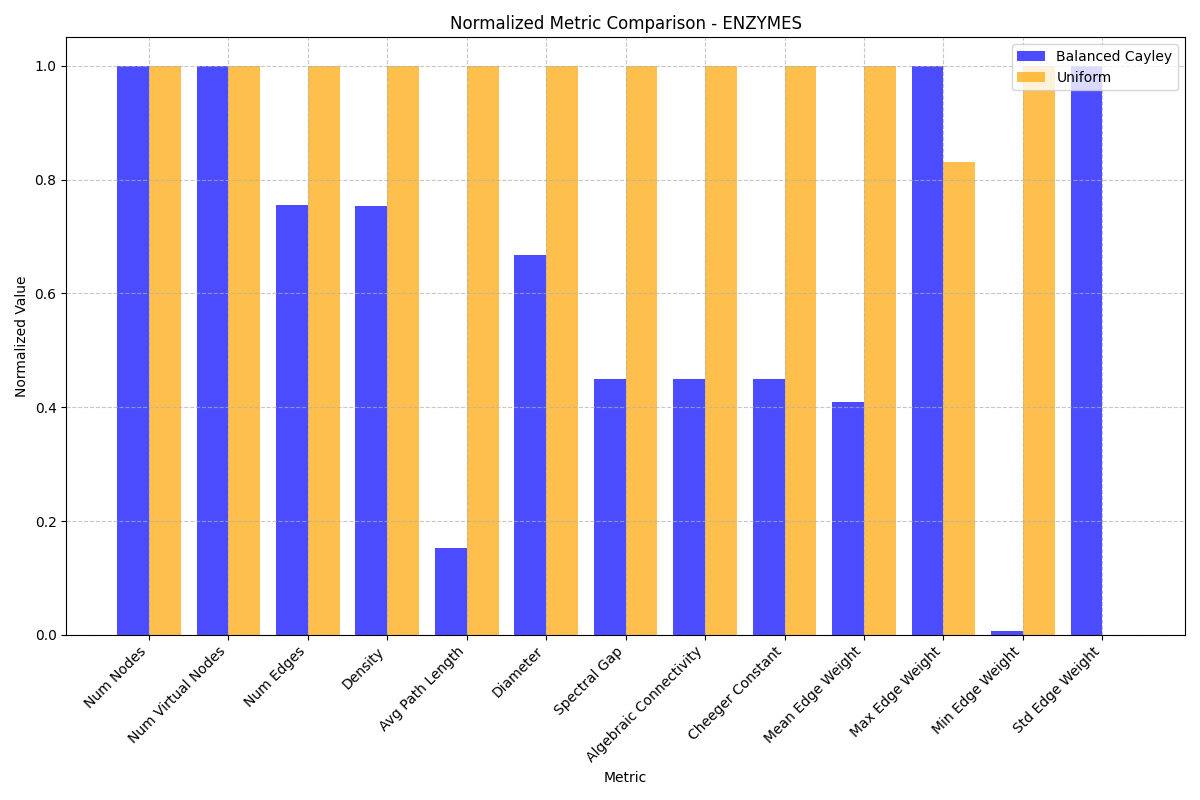 Normalized Metric Comparison - ENZYMES
Balanced Cayley
Uniform
Normalized Value
1.0
0.8
0.6
0.4
0.2
0.0
Num Nodes
Num Virtual Nodes
Num Edges
Density
Avg Path Length
Diameter
Spectral Gap
Algebraic Connectivity
Cheeger Constant
Mean Edge Weight
Max Edge Weight
Min Edge Weight
Std Edge Weight
Metric